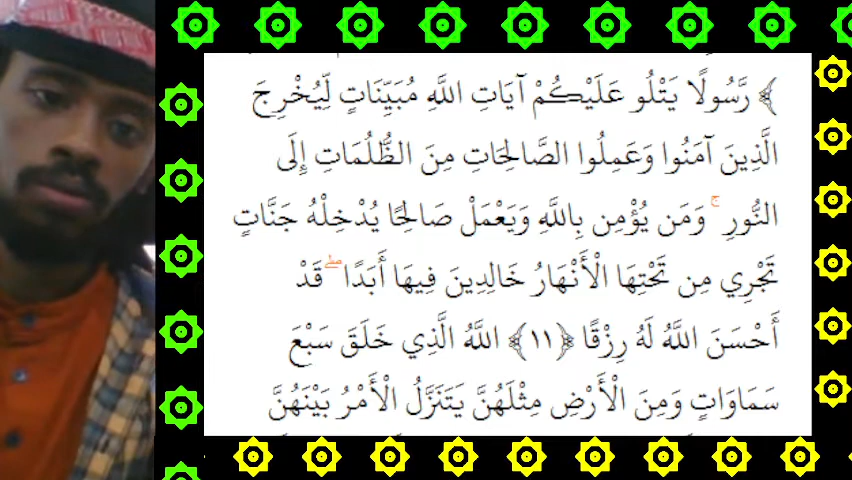 ﴾ رَّسُولًا يَتْلُو عَلَيْكُمْ آيَاتِ اللَّهِ مُبَيِّنَاتٍ لِّيُخْرِجَ
الَّذِينَ آمَنُوا وَعَمِلُوا الصَّالِحَاتِ مِنَ الظُّلُمَاتِ إِلَى
النُّورِ ۚ وَمَن يُؤْمِن بِاللَّهِ وَيَعْمَلْ صَالِحًا يُدْخِلْهُ جَنَّاتٍ
تَجْرِي مِن تَحْتِهَا الْأَنْهَارُ خَالِدِينَ فِيهَا أَبَدًا ۖ قَدْ
أَحْسَنَ اللَّهُ لَهُ رِزْقًا ﴿١١﴾ اللَّهُ الَّذِي خَلَقَ سَبْعَ
سَمَاوَاتٍ وَمِنَ الْأَرْضِ مِثْلَهُنَّ يَتَنَزَّلُ الْأَمْرُ بَيْنَهُنَّ